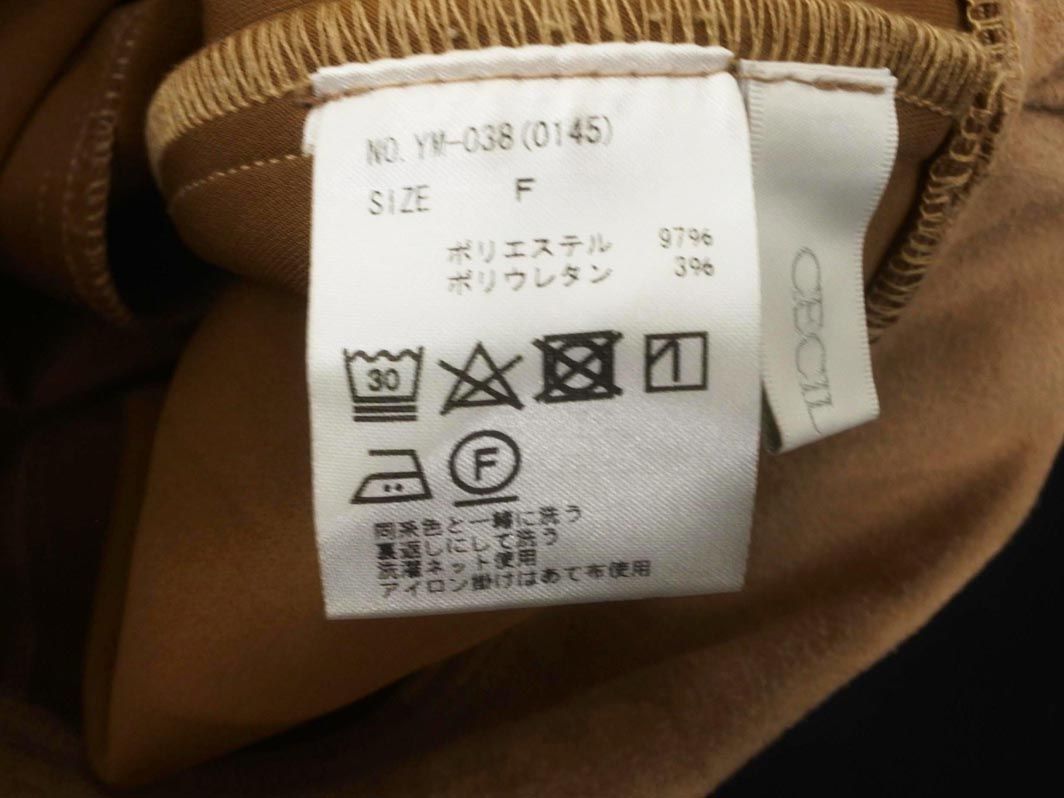 NO. YM-038(0145)
SIZE F
ポリエステル 97%
ポリウレタン 3%
30
F
同系色と一緒に洗う
裏返しにして洗う
洗濯ネット使用
アイロン掛けはあて布使用
CECIL